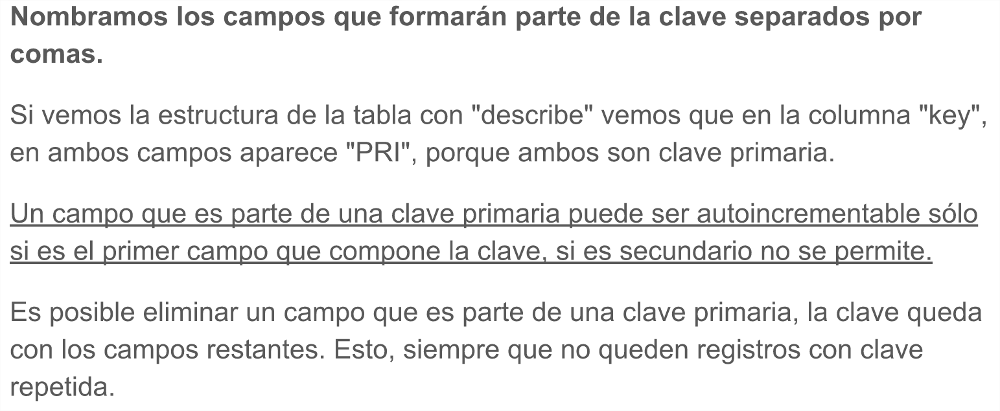 Nombramos los campos que formarán parte de la clave separados por
comas.
Si vemos la estructura de la tabla con "describe" vemos que en la columna "key",
en ambos campos aparece "PRI", porque ambos son clave primaria.
Un campo que es parte de una clave primaria puede ser autoincrementable sólo
si es el primer campo que compone la clave, si es secundario no se permite.
Es posible eliminar un campo que es parte de una clave primaria, la clave queda
con los campos restantes. Esto, siempre que no queden registros con clave
repetida.